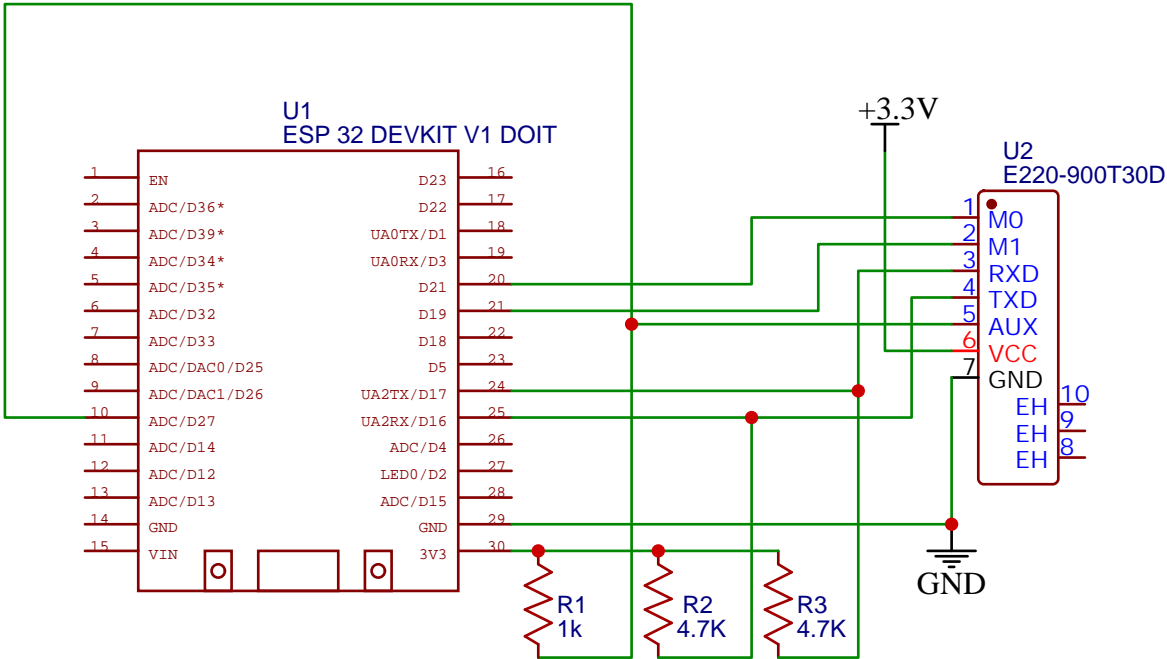 U1
ESP 32 DEVKIT V1 DOIT
1 EN
2 ADC/D36*
3 ADC/D39*
4 ADC/D34*
5 ADC/D35*
6 ADC/D32
7 ADC/D33
8 ADC/DAC0/D25
9 ADC/DAC1/D26
10 ADC/D27
11 ADC/D14
12 ADC/D12
13 ADC/D13
14 GND
15 VIN
D23 16
D22 17
UA0TX/D1 18
UA0RX/D3 19
D21 20
D19 21
D18 22
D5 23
UA2TX/D17 24
UA2RX/D16 25
ADC/D4 26
LED0/D2 27
ADC/D15 28
GND 29
3V3 30
R1
1k
R2
4.7K
R3
4.7K
+3.3V
U2
E220-900T30D
1 M0
2 M1
3 RXD
4 TXD
5 AUX
6 VCC
7 GND
EH 10
EH 9
EH 8
GND